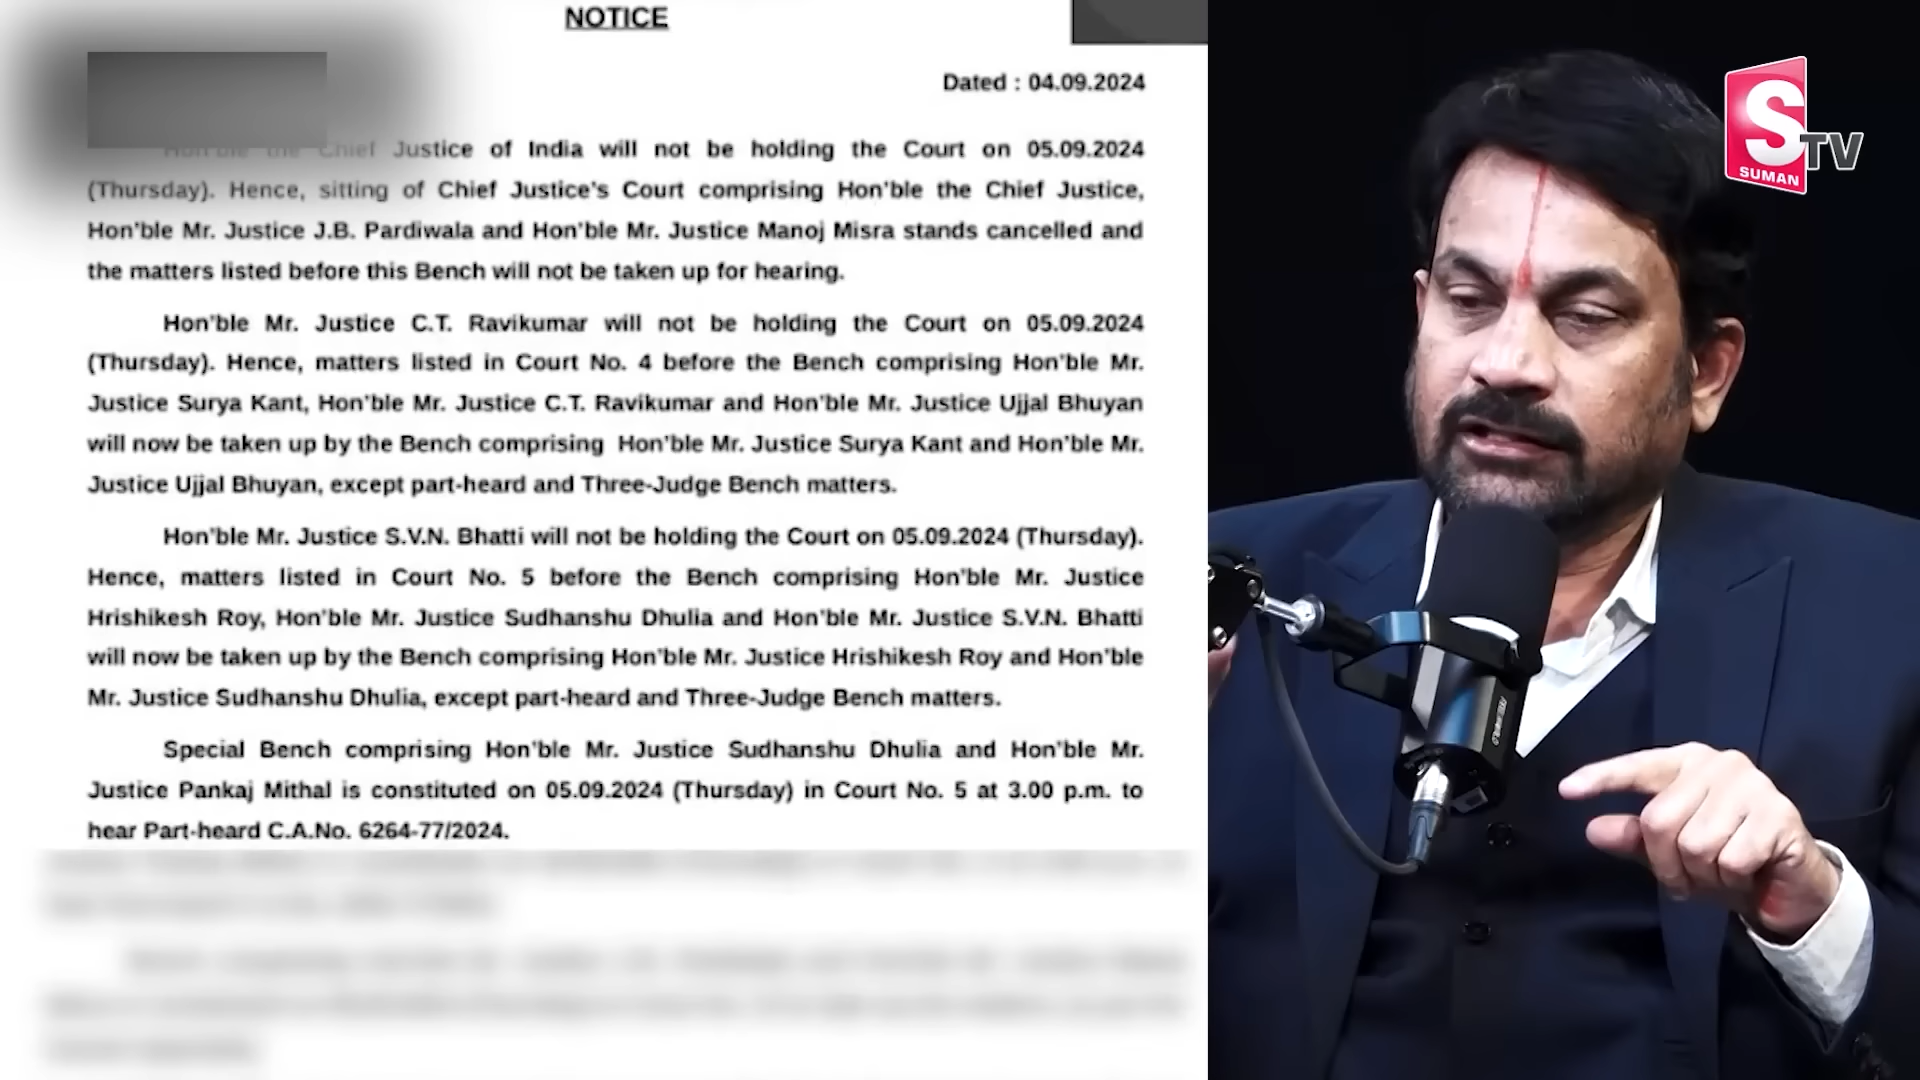 NOTICE
Dated : 04.09.2024
Hon'ble the Chief Justice of India will not be holding the Court on 05.09.2024
(Thursday). Hence, sitting of Chief Justice's Court comprising Hon'ble the Chief Justice,
Hon'ble Mr. Justice J.B. Pardiwala and Hon'ble Mr. Justice Manoj Misra stands cancelled and
the matters listed before this Bench will not be taken up for hearing.
Hon'ble Mr. Justice C.T. Ravikumar will not be holding the Court on 05.09.2024
(Thursday). Hence, matters listed in Court No. 4 before the Bench comprising Hon'ble Mr.
Justice Surya Kant, Hon'ble Mr. Justice C.T. Ravikumar and Hon'ble Mr. Justice Ujjal Bhuyan
will now be taken up by the Bench comprising Hon'ble Mr. Justice Surya Kant and Hon'ble Mr.
Justice Ujjal Bhuyan, except part-heard and Three-Judge Bench matters.
Hon'ble Mr. Justice S.V.N. Bhatti will not be holding the Court on 05.09.2024 (Thursday).
Hence, matters listed in Court No. 5 before the Bench comprising Hon'ble Mr. Justice
Hrishikesh Roy, Hon'ble Mr. Justice Sudhanshu Dhulia and Hon'ble Mr. Justice S.V.N. Bhatti
will now be taken up by the Bench comprising Hon'ble Mr. Justice Hrishikesh Roy and Hon'ble
Mr. Justice Sudhanshu Dhulia, except part-heard and Three-Judge Bench matters.
Special Bench comprising Hon'ble Mr. Justice Sudhanshu Dhulia and Hon'ble Mr.
Justice Pankaj Mithal is constituted on 05.09.2024 (Thursday) in Court No. 5 at 3.00 p.m. to
hear Part-heard C.A.No. 6264-77/2024.
S TV
SUMAN